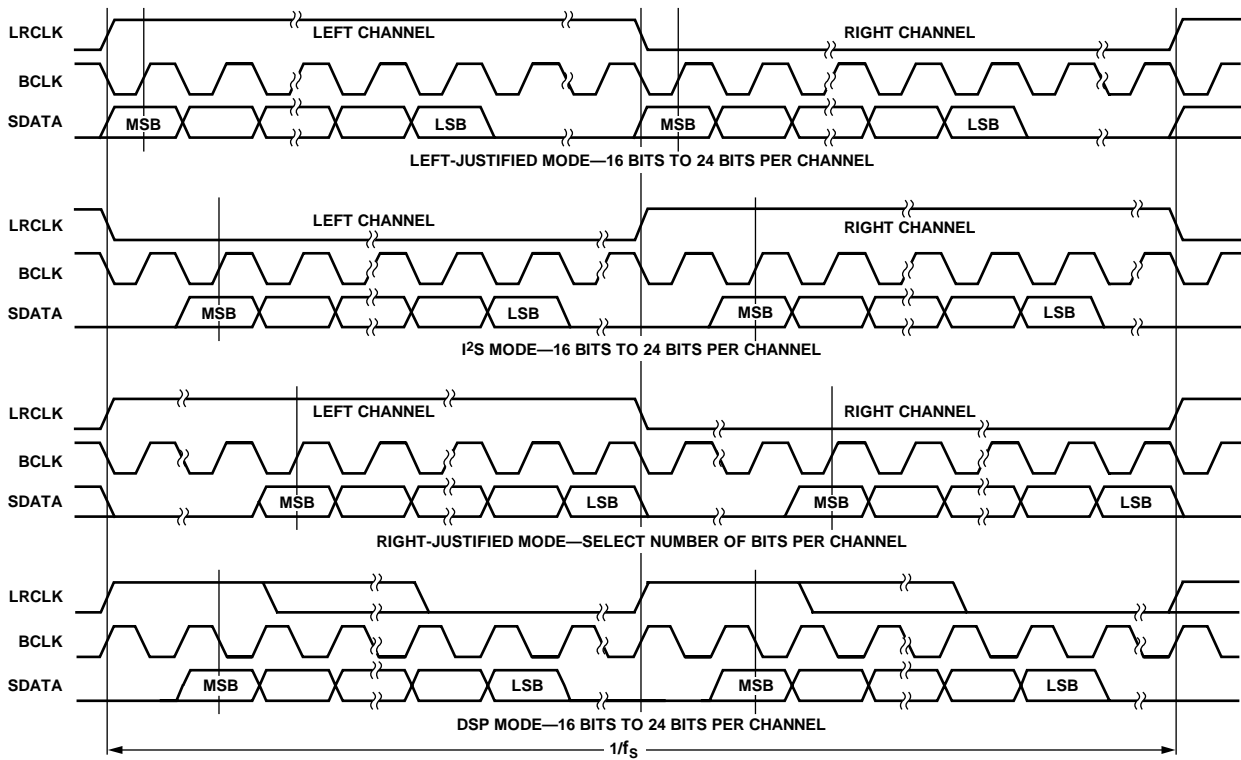 LRCLK LEFT CHANNEL RIGHT CHANNEL
BCLK
SDATA MSB LSB MSB LSB
LEFT-JUSTIFIED MODE—16 BITS TO 24 BITS PER CHANNEL
LRCLK LEFT CHANNEL RIGHT CHANNEL
BCLK
SDATA MSB LSB MSB LSB
I²S MODE—16 BITS TO 24 BITS PER CHANNEL
LRCLK LEFT CHANNEL RIGHT CHANNEL
BCLK
SDATA MSB LSB MSB LSB
RIGHT-JUSTIFIED MODE—SELECT NUMBER OF BITS PER CHANNEL
LRCLK
BCLK
SDATA MSB LSB MSB LSB
DSP MODE—16 BITS TO 24 BITS PER CHANNEL
1/fS